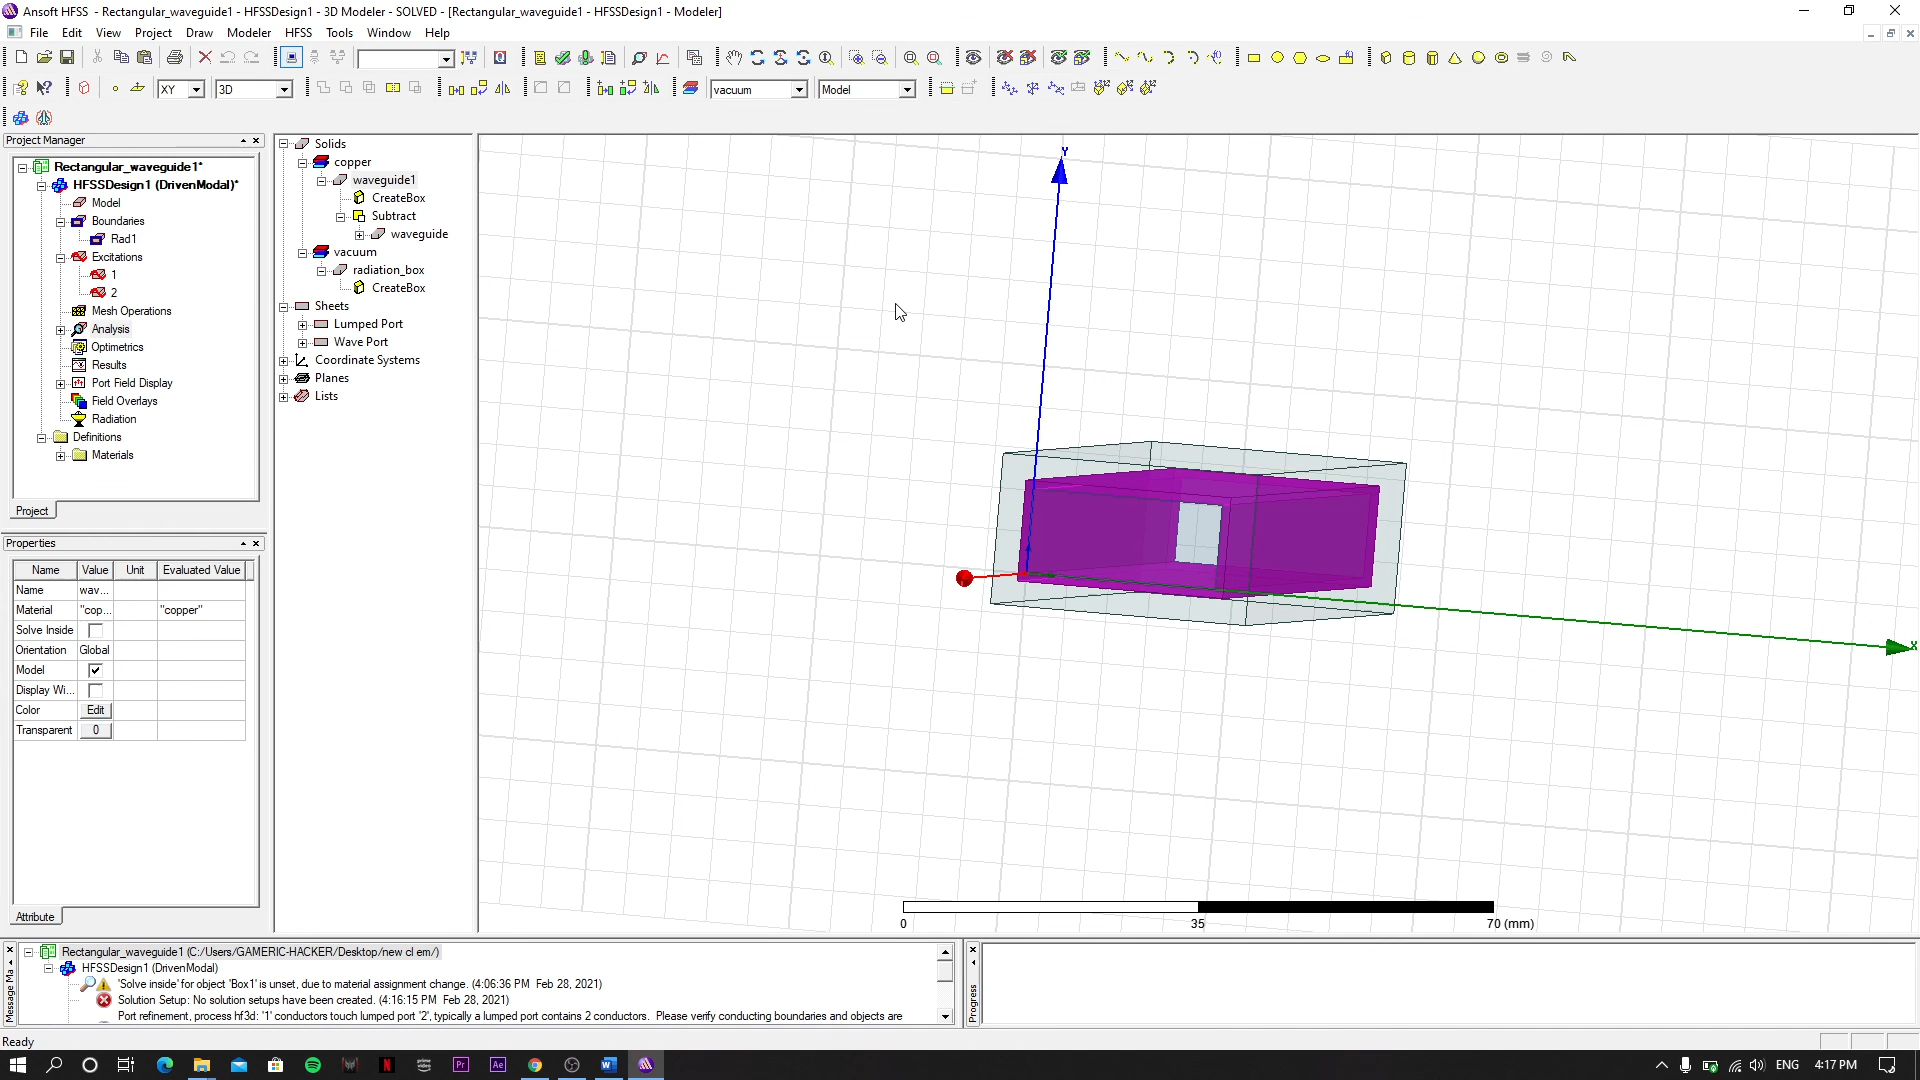 Ansoft HFSS - Rectangular_waveguide1 - HFSSDesign1 - 3D Modeler - SOLVED - [Rectangular_waveguide1 - HFSSDesign1 - Modeler]
File Edit View Project Draw Modeler HFSS Tools Window Help
XY 3D vacuum Model
Project Manager
Rectangular_waveguide1*
HFSSDesign1 (DrivenModal)*
Model
Boundaries
Rad1
Excitations
1
2
Mesh Operations
Analysis
Optimetrics
Results
Port Field Display
Field Overlays
Radiation
Definitions
Materials
Project
Solids
copper
waveguide1
CreateBox
Subtract
waveguide
vacuum
radiation_box
CreateBox
Sheets
Lumped Port
Wave Port
Coordinate Systems
Planes
Lists
Properties
Name Value Unit Evaluated Value
Name wav...
Material "cop... "copper"
Solve Inside
Orientation Global
Model
Display Wi...
Color Edit
Transparent 0
Attribute
Y
X
0 35 70 (mm)
Message Ma
Rectangular_waveguide1 (C:/Users/GAMERIC-HACKER/Desktop/new cl em/)
HFSSDesign1 (DrivenModal)
'Solve inside' for object 'Box1' is unset, due to material assignment change. (4:06:36 PM Feb 28, 2021)
Solution Setup: No solution setups have been created. (4:16:15 PM Feb 28, 2021)
Port refinement, process hf3d: '1' conductors touch lumped port '2', typically a lumped port contains 2 conductors. Please verify conducting boundaries and objects are
Progress
Ready
Pr Ae
ENG 4:17 PM